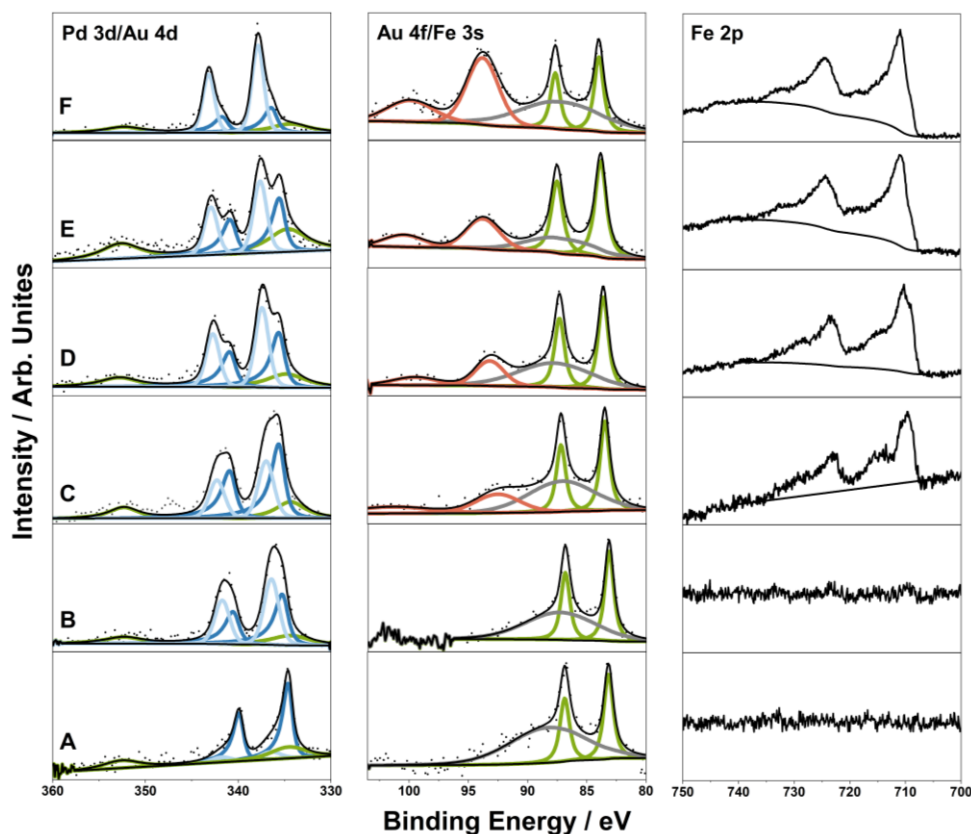 Pd 3d/Au 4d
Au 4f/Fe 3s
Fe 2p
F
E
D
C
B
A
Intensity / Arb. Unites
360 350 340 330
100 95 90 85 80
750 740 730 720 710 700
Binding Energy / eV